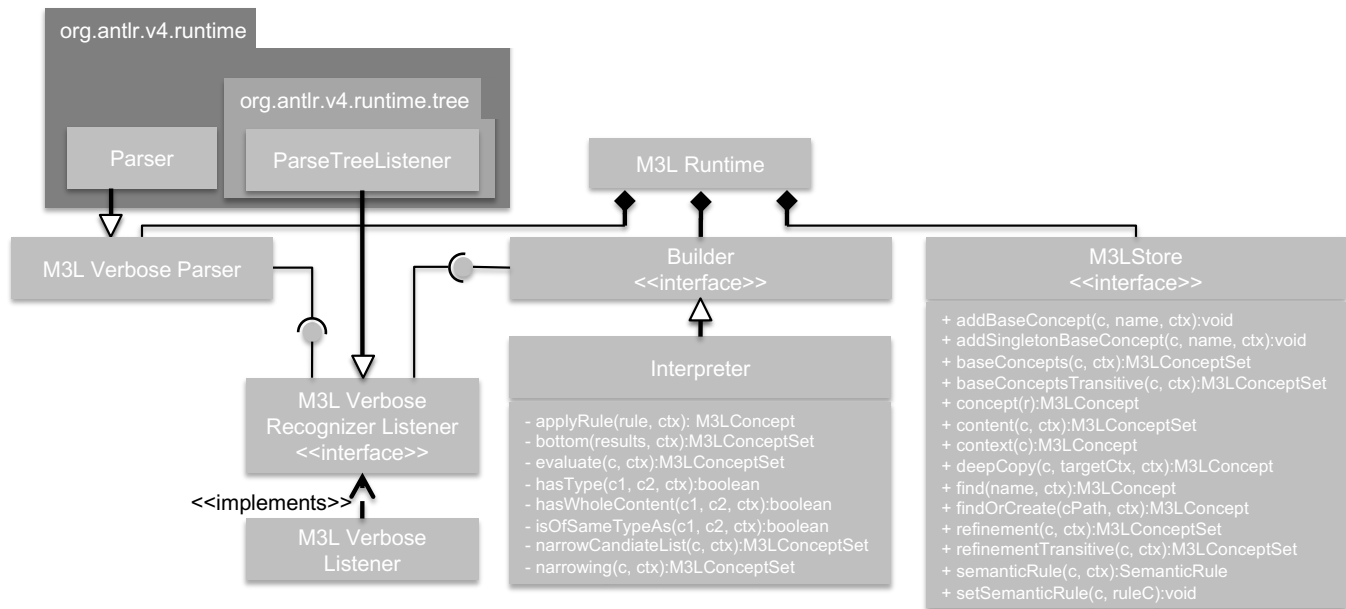 org.antlr.v4.runtime
org.antlr.v4.runtime.tree
Parser
ParseTreeListener
M3L Runtime
M3L Verbose Parser
Builder
<<interface>>
M3LStore
<<interface>>
+ addBaseConcept(c, name, ctx):void
+ addSingletonBaseConcept(c, name, ctx):void
+ baseConcepts(c, ctx):M3LConceptSet
+ baseConceptsTransitive(c, ctx):M3LConceptSet
+ concept(r):M3LConcept
+ content(c, ctx):M3LConceptSet
+ context(c):M3LConcept
+ deepCopy(c, targetCtx, ctx):M3LConcept
+ find(name, ctx):M3LConcept
+ findOrCreate(cPath, ctx):M3LConcept
+ refinement(c, ctx):M3LConceptSet
+ refinementTransitive(c, ctx):M3LConceptSet
+ semanticRule(c, ctx):SemanticRule
+ setSemanticRule(c, ruleC):void
Interpreter
- applyRule(rule, ctx): M3LConcept
- bottom(results, ctx):M3LConceptSet
- evaluate(c, ctx):M3LConceptSet
- hasType(c1, c2, ctx):boolean
- hasWholeContent(c1, c2, ctx):boolean
- isOfSameTypeAs(c1, c2, ctx):boolean
- narrowCandiateList(c, ctx):M3LConceptSet
- narrowing(c, ctx):M3LConceptSet
M3L Verbose
Recognizer Listener
<<interface>>
<<implements>>
M3L Verbose
Listener